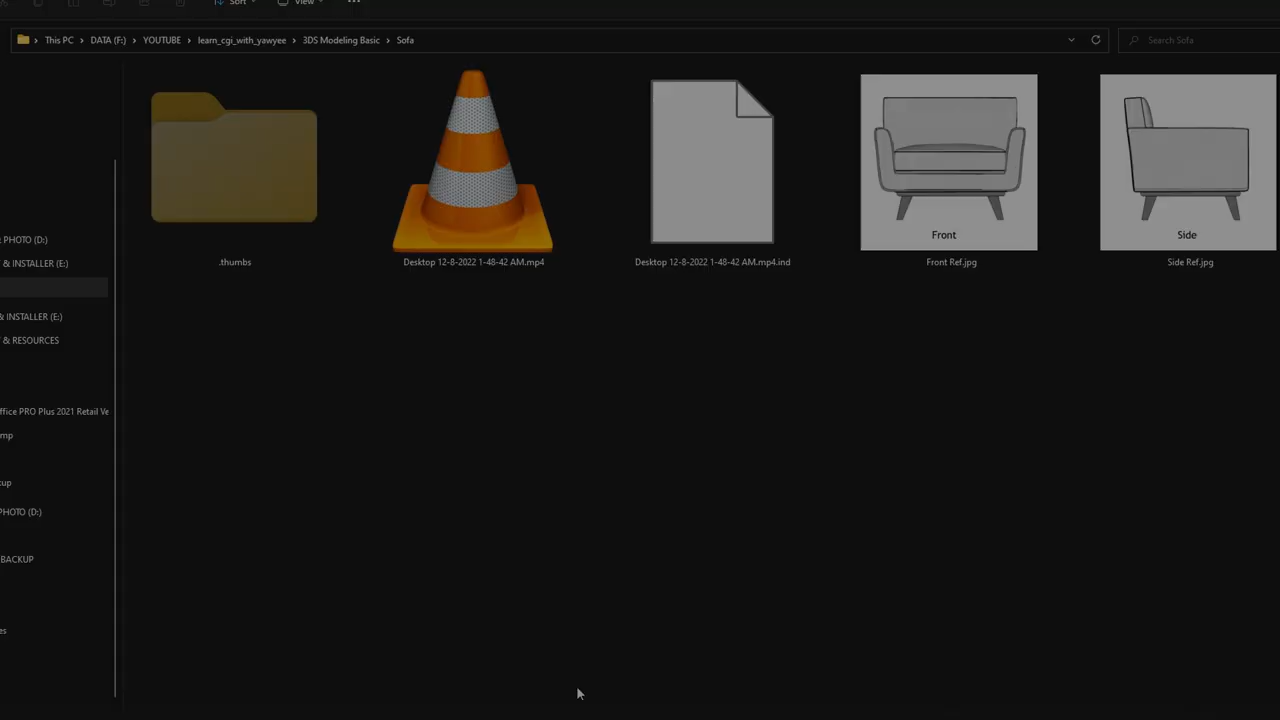 Sort
View
This PC > DATA (F:) > YOUTUBE > learn_cgi_with_yawyee > 3DS Modeling Basic > Sofa
Search Sofa
Front
Side
.thumbs
Desktop 12-8-2022 1-48-42 AM.mp4
Desktop 12-8-2022 1-48-42 AM.mp4.ind
Front Ref.jpg
Side Ref.jpg
PHOTO (D:)
& INSTALLER (E:)
& INSTALLER (E:)
& RESOURCES
ffice PRO Plus 2021 Retail Ve
mp
cup
PHOTO (D:)
BACKUP
es